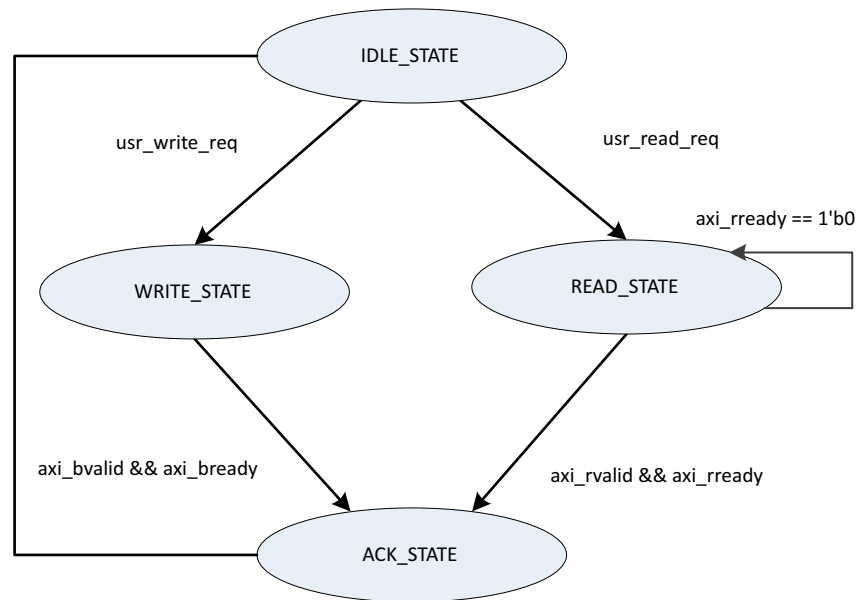 IDLE_STATE
usr_write_req
usr_read_req
axi_rready == 1'b0
WRITE_STATE
READ_STATE
axi_bvalid && axi_bready
axi_rvalid && axi_rready
ACK_STATE